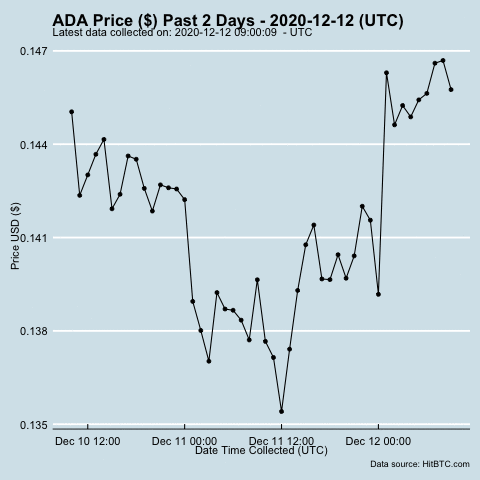 ADA Price ($) Past 2 Days - 2020-12-12 (UTC)
Latest data collected on: 2020-12-12 09:00:09  - UTC
0.147
0.144
0.141
0.138
0.135
Price USD ($)
Dec 10 12:00
Dec 11 00:00
Dec 11 12:00
Dec 12 00:00
Date Time Collected (UTC)
Data source: HitBTC.com